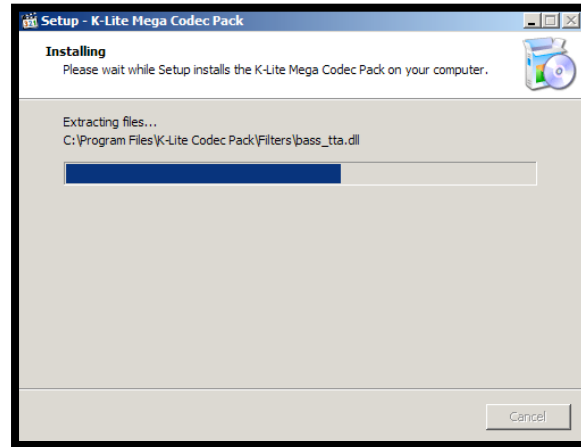 Setup - K-Lite Mega Codec Pack
Installing
Please wait while Setup installs the K-Lite Mega Codec Pack on your computer.
Extracting files...
C:\Program Files\K-Lite Codec Pack\Filters\bass_tta.dll
Cancel